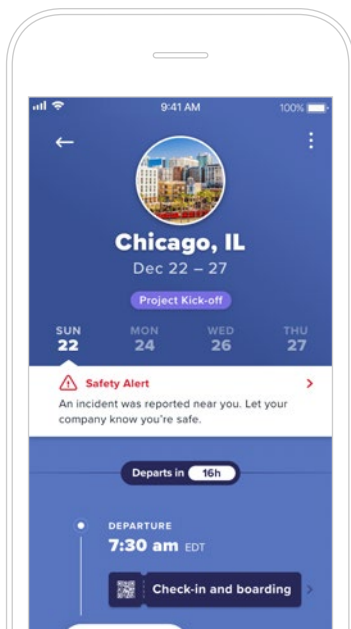 9:41 AM
100%
Chicago, IL
Dec 22 – 27
Project Kick-off
SUN MON WED THU
22 24 26 27
Safety Alert
An incident was reported near you. Let your
company know you're safe.
Departs in 16h
DEPARTURE
7:30 am EDT
Check-in and boarding